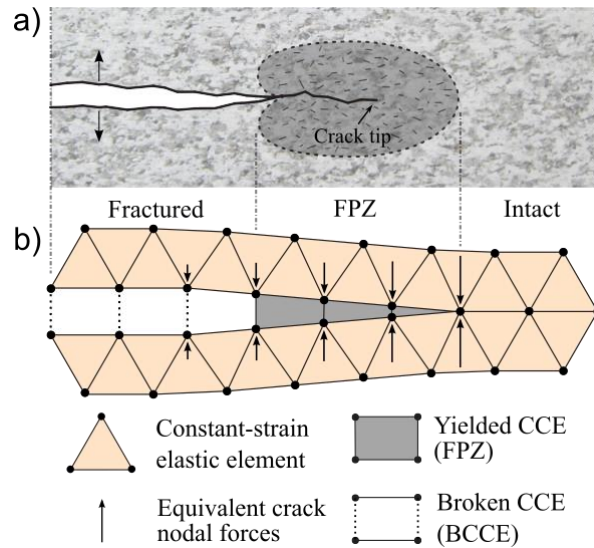 a)
Crack tip
Fractured FPZ Intact
b)
Constant-strain
elastic element
Yielded CCE
(FPZ)
Equivalent crack
nodal forces
Broken CCE
(BCCE)